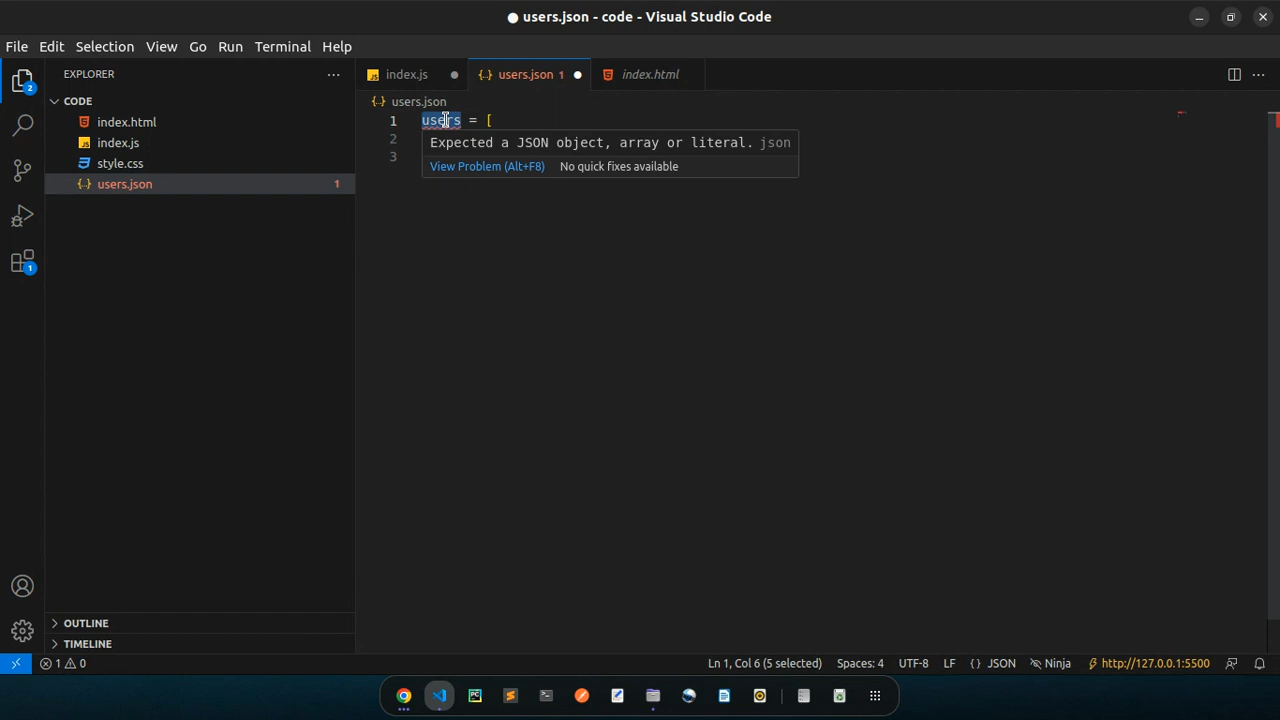 users.json - code - Visual Studio Code
File Edit Selection View Go Run Terminal Help
EXPLORER
index.js
users.json 1
index.html
CODE
users.json
index.html
index.js
style.css
users.json 1
1 users = [
2
3
Expected a JSON object, array or literal. json
View Problem (Alt+F8) No quick fixes available
2
1
OUTLINE
TIMELINE
1 0
Ln 1, Col 6 (5 selected) Spaces: 4 UTF-8 LF {} JSON Ninja http://127.0.0.1:5500